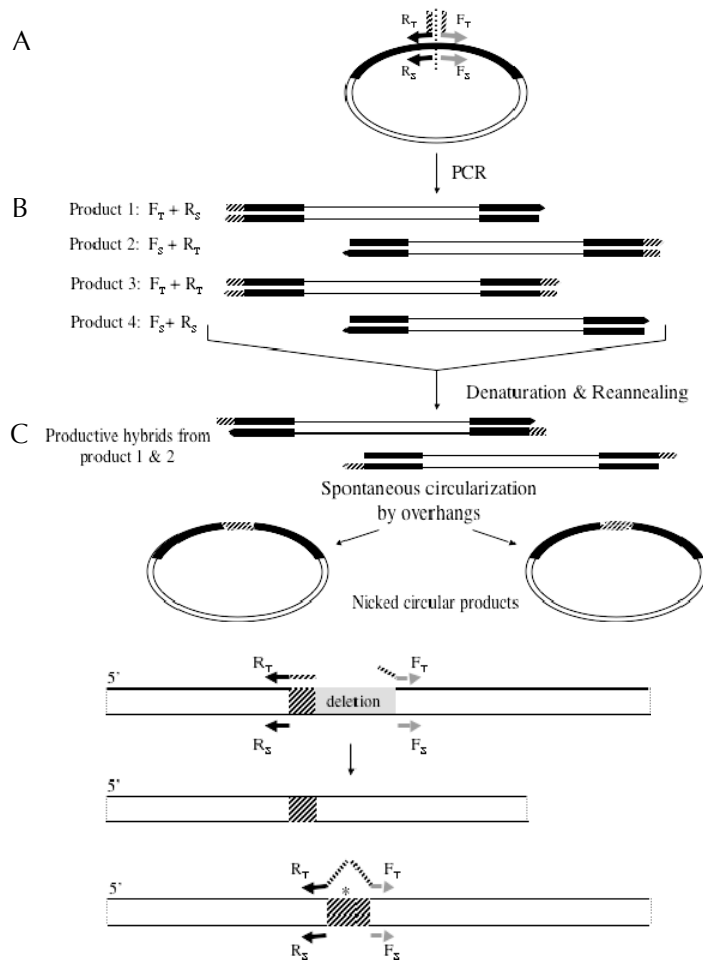 A
R_T F_T
R_S F_S
PCR
B
Product 1: F_T + R_S
Product 2: F_S + R_T
Product 3: F_T + R_T
Product 4: F_S + R_S
Denaturation & Reannealing
C
Productive hybrids from
product 1 & 2
Spontaneous circularization
by overhangs
Nicked circular products
R_T F_T
5'
deletion
R_S F_S
5'
R_T F_T
5' *
R_S F_S